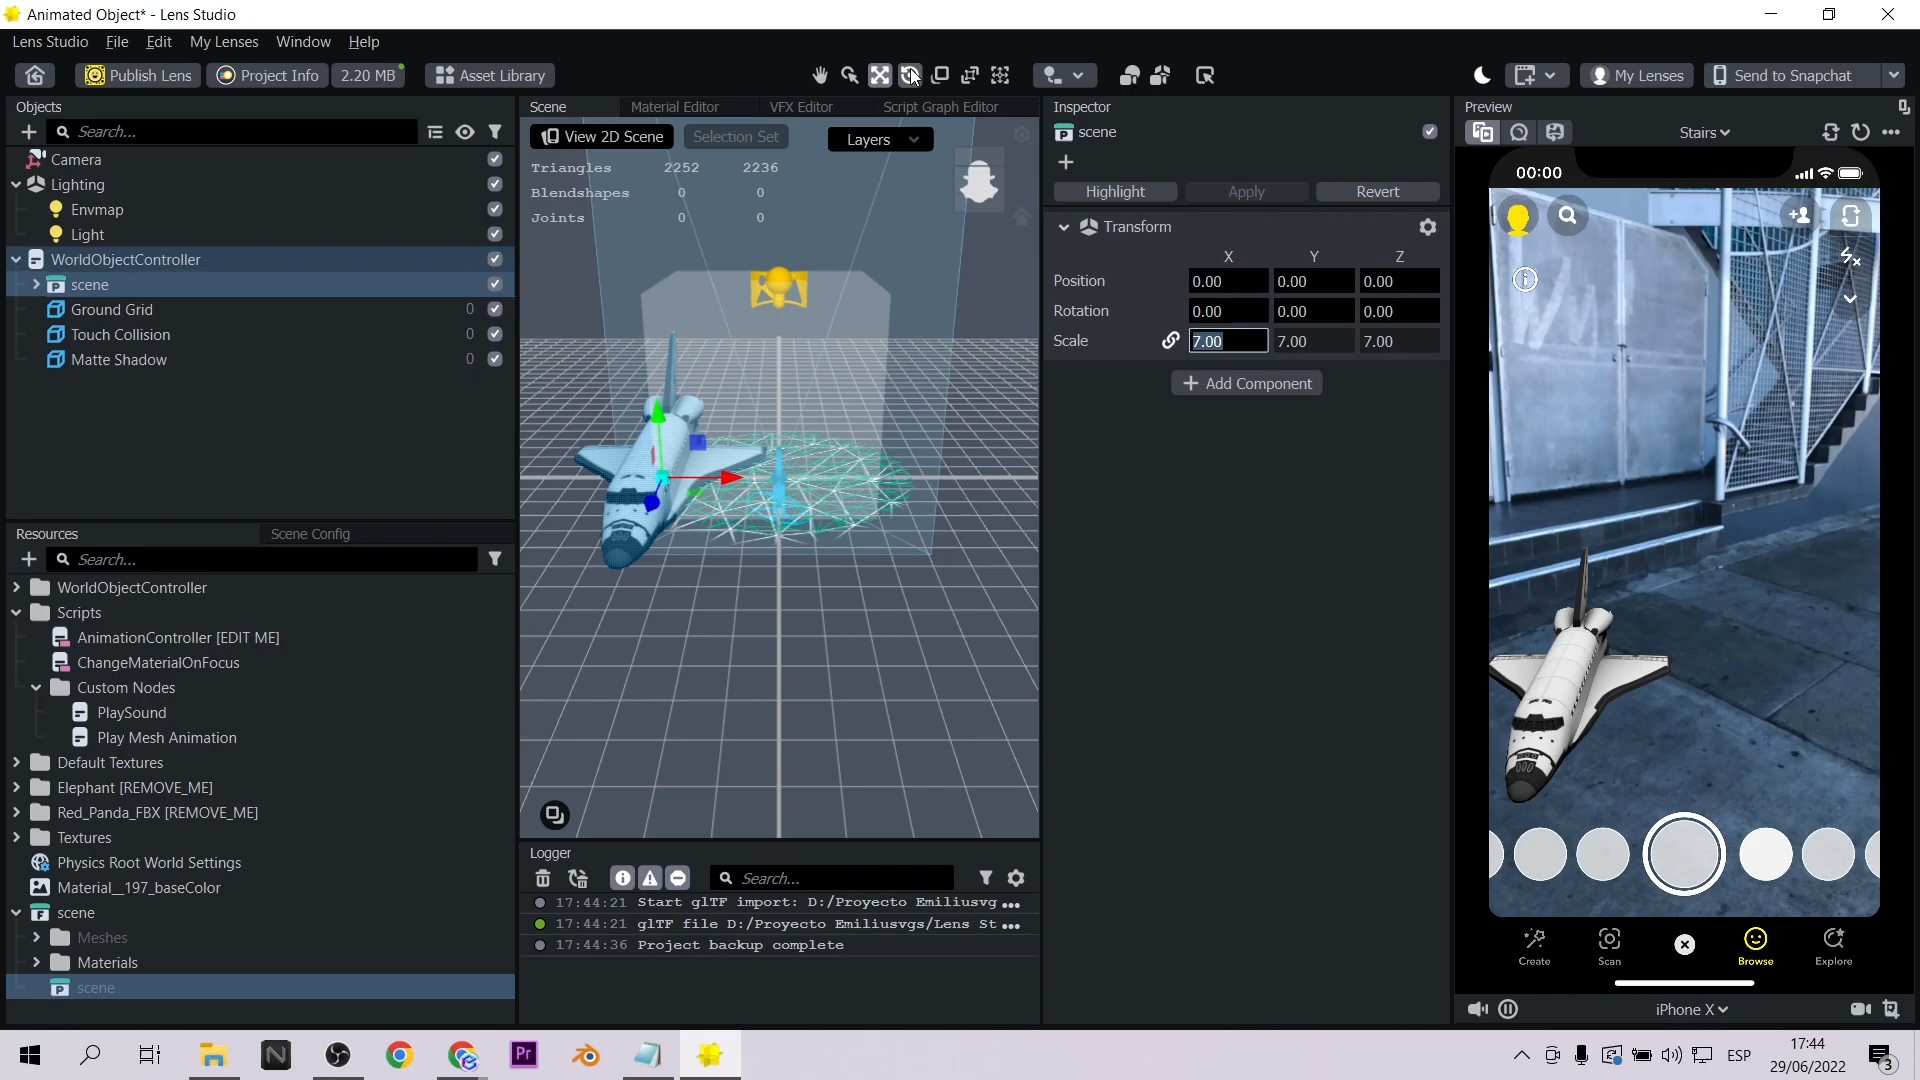 Animated Object* - Lens Studio
Lens Studio File Edit My Lenses Window Help
Publish Lens Project Info 2.20 MB Asset Library My Lenses Send to Snapchat
Objects
Search...
Camera
Lighting
Envmap
Light
WorldObjectController
scene
Ground Grid 0
Touch Collision 0
Matte Shadow 0
Resources Scene Config
Search...
WorldObjectController
Scripts
AnimationController [EDIT ME]
ChangeMaterialOnFocus
Custom Nodes
PlaySound
Play Mesh Animation
Default Textures
Elephant [REMOVE_ME]
Red_Panda_FBX [REMOVE_ME]
Textures
Physics Root World Settings
Material__197_baseColor
scene
Meshes
Materials
scene
Scene Material Editor VFX Editor Script Graph Editor
View 2D Scene Selection Set Layers
Triangles 2252 2236
Blendshapes 0 0
Joints 0 0
Logger
Search...
17:44:21 Start glTF import: D:/Proyecto Emiliusvg...
17:44:21 glTF file D:/Proyecto Emiliusvgs/Lens St...
17:44:36 Project backup complete
Inspector
scene
Highlight Apply Revert
Transform
X Y Z
Position 0.00 0.00 0.00
Rotation 0.00 0.00 0.00
Scale 7.00 7.00 7.00
Add Component
Preview
Stairs
00:00
Create Scan Browse Explore
iPhone X
N Pr ESP
17:44
29/06/2022
3